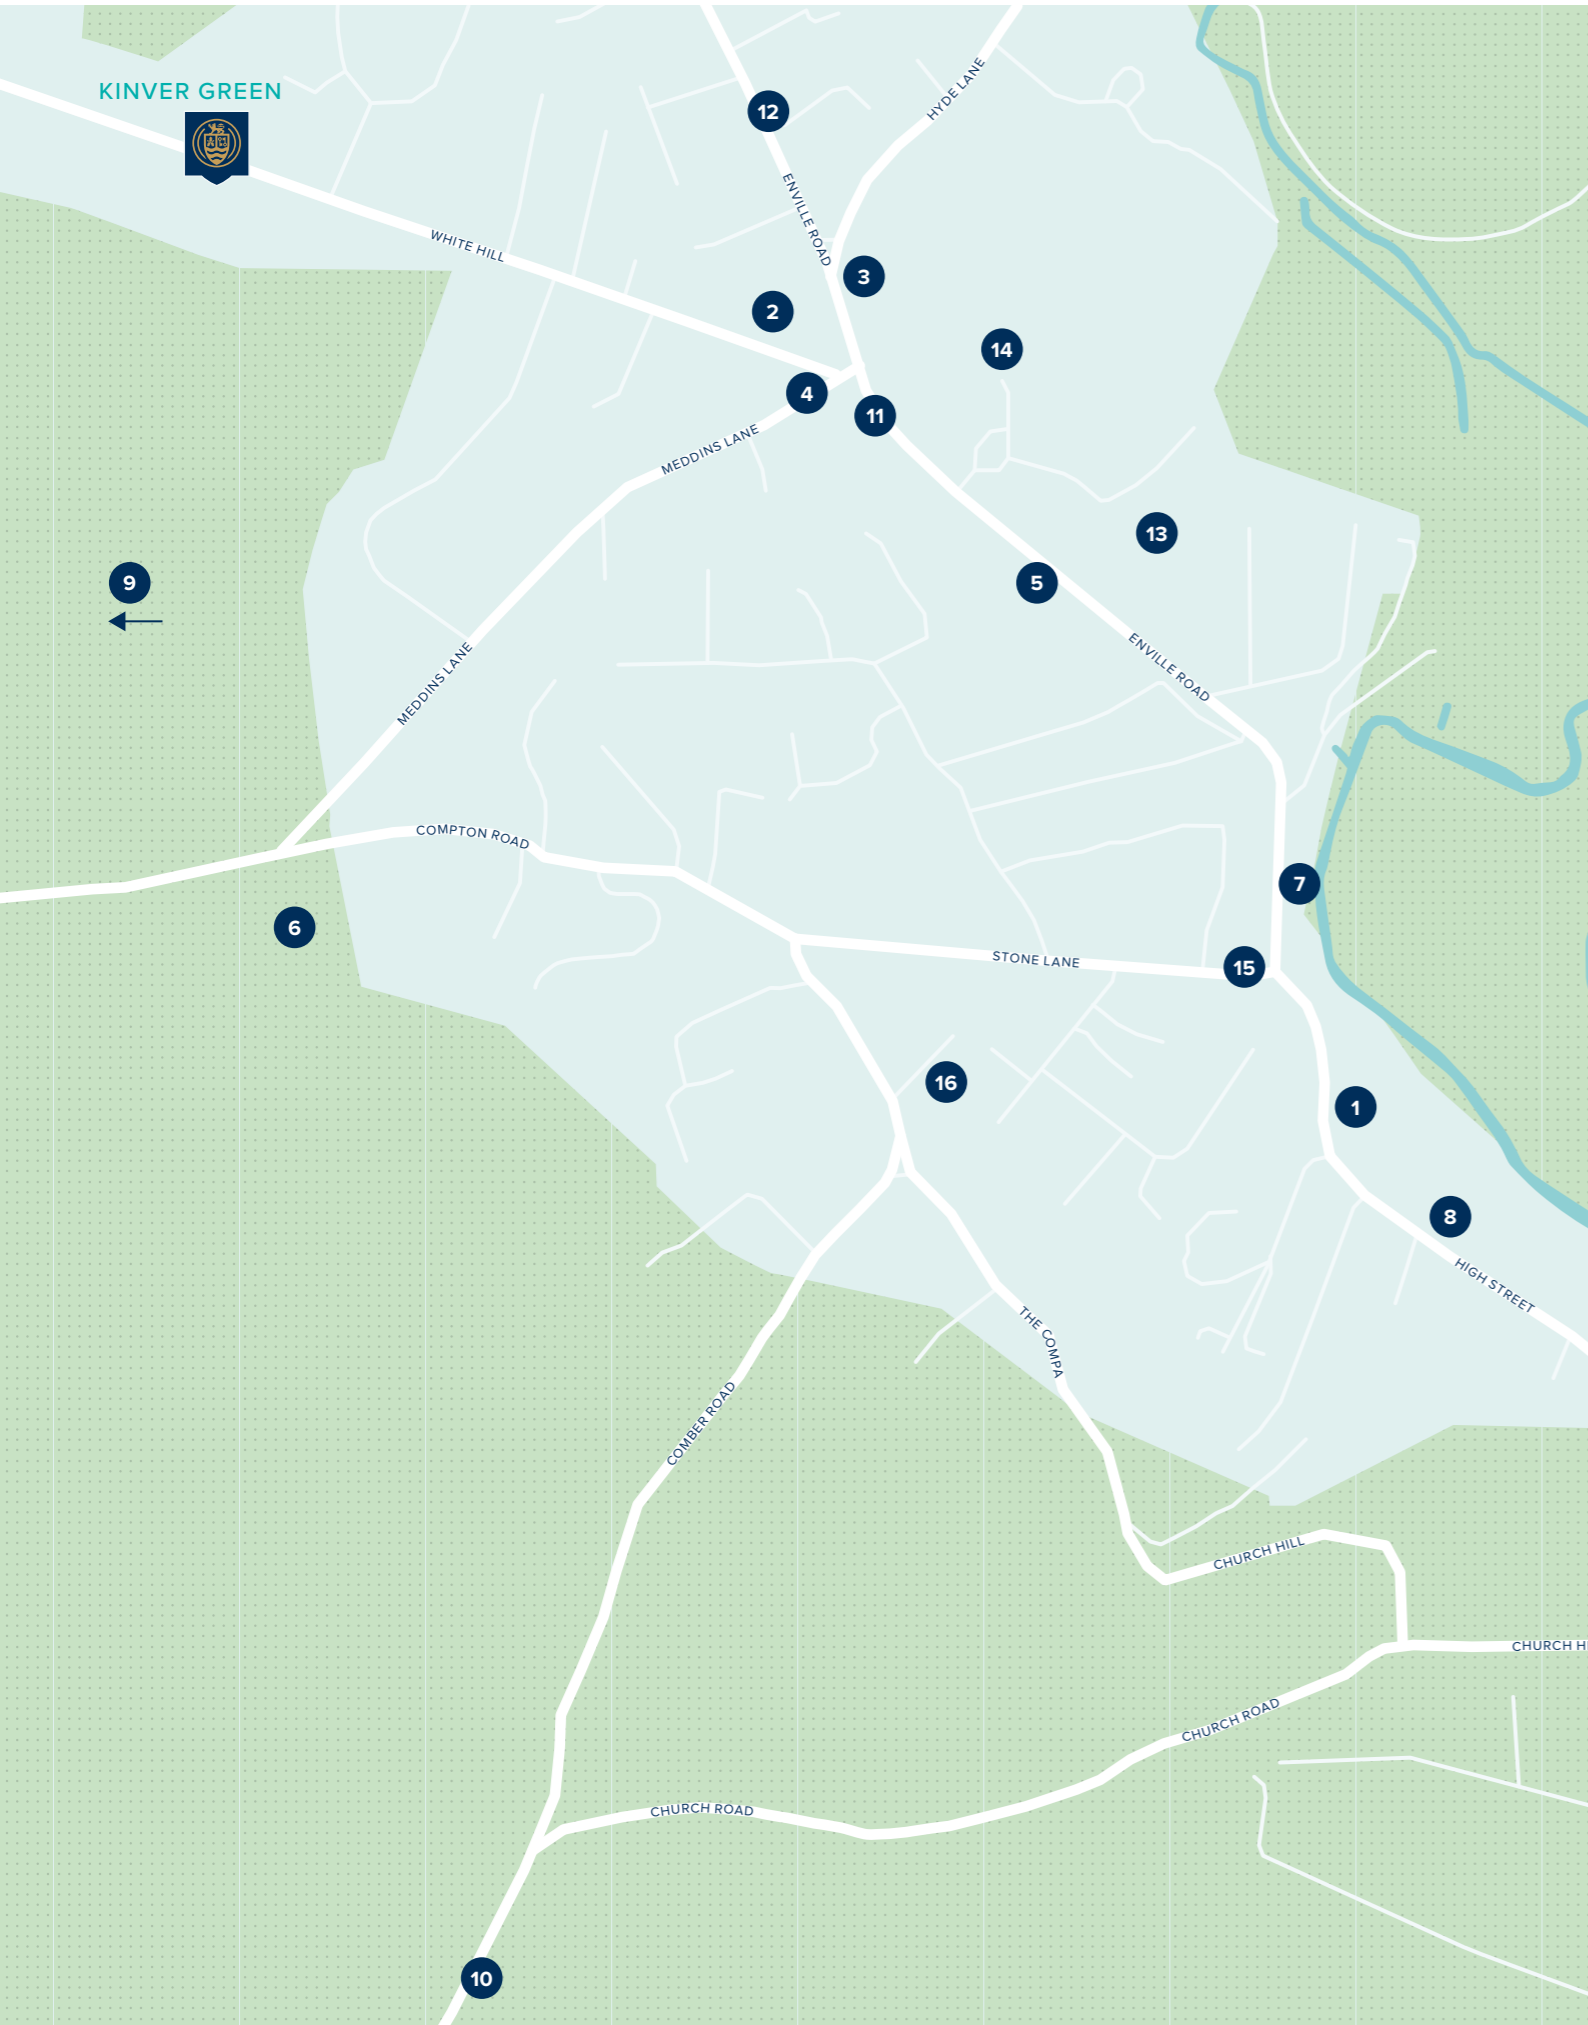 KINVER GREEN
12
HYDE LANE
ENVILLE ROAD
WHITE HILL
3
2
14
4
11
MEDDINS LANE
13
9
5
ENVILLE ROAD
MEDDINS LANE
COMPTON ROAD
7
6
STONE LANE
15
16
1
8
HIGH STREET
THE COMPA
COMBER ROAD
CHURCH HILL
CHURCH H
CHURCH ROAD
CHURCH ROAD
10